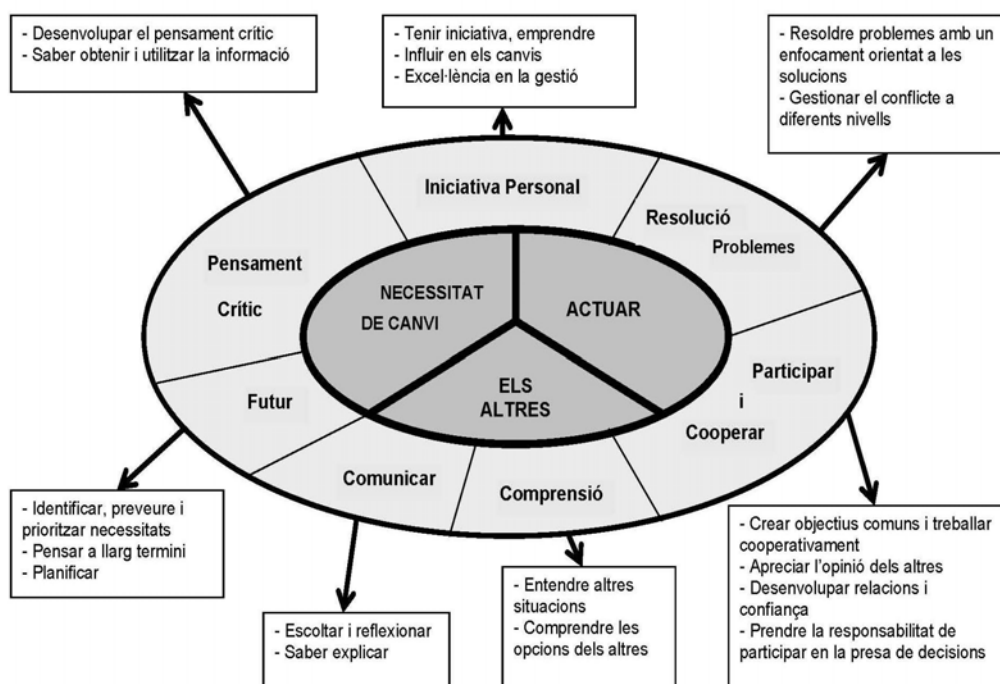 - Desenvolupar el pensament crític
- Saber obtenir i utilitzar la informació
- Tenir iniciativa, emprendre
- Influir en els canvis
- Excel·lència en la gestió
- Resoldre problemes amb un
enfocament orientat a les
solucions
- Gestionar el conflicte a
diferents nivells
Iniciativa Personal
Resolució
Problemes
Pensament
Crític
NECESSITAT
DE CANVI
ACTUAR
ELS
ALTRES
Participar
i
Cooperar
Futur
Comunicar
Comprensió
- Identificar, preveure i
prioritzar necessitats
- Pensar a llarg termini
- Planificar
- Escoltar i reflexionar
- Saber explicar
- Entendre altres
situacions
- Comprendre les
opcions dels altres
- Crear objectius comuns i treballar
cooperativament
- Apreciar l'opinió dels altres
- Desenvolupar relacions i
confiança
- Prendre la responsabilitat de
participar en la presa de decisions